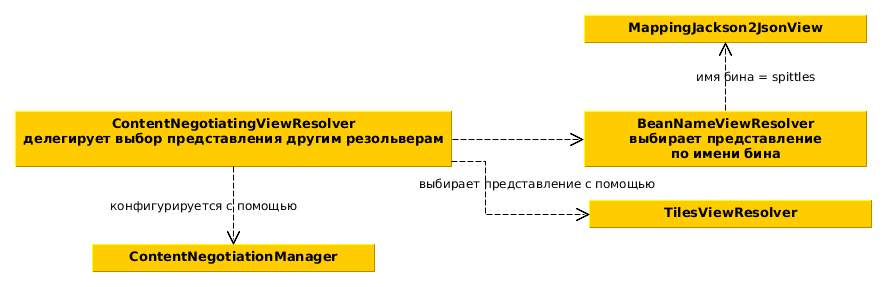 MappingJackson2JsonView
имя бина = spittles
ContentNegotiatingViewResolver
делегирует выбор представления другим резольверам
BeanNameViewResolver
выбирает представление
по имени бина
выбирает представление с помощью
конфигурируется с помощью
TilesViewResolver
ContentNegotiationManager